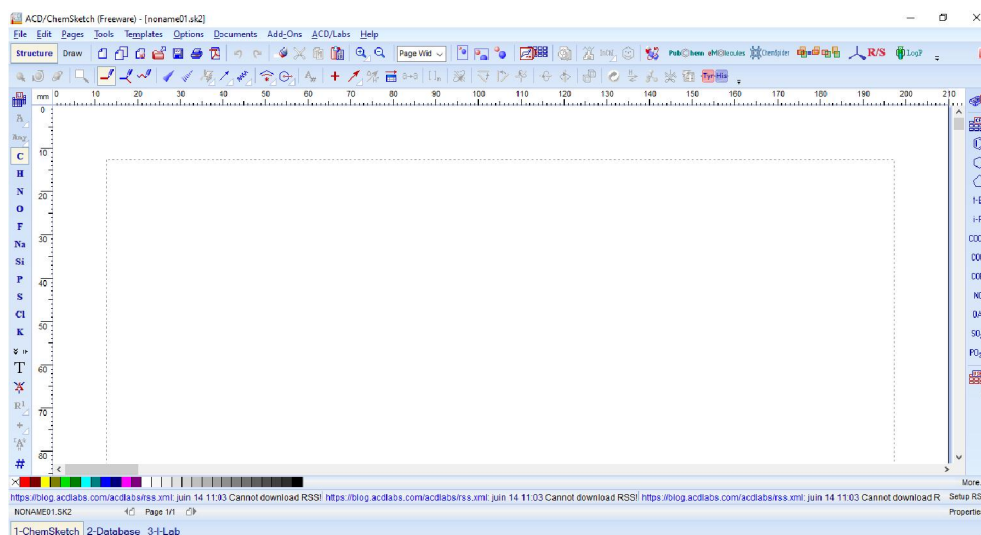 ACD/ChemSketch (Freeware) - [noname01.sk2]
File Edit Pages Tools Templates Options Documents Add-Ons ACD/Labs Help
Structure Draw Page Wid PubChem eMolecules ChemSpider R/S LogP
Tyr His
mm 0 10 20 30 40 50 60 70 80 90 100 110 120 130 140 150 160 170 180 190 200 210
0
10
C
H
N
20
O
F
30
Na
Si
P
40
S
Cl
50
K
T
60
R1
70
80
#
COO
NO
SO
PO
More.
https://blog.acdlabs.com/acdlabs/rss.xml: juin 14 11:03 Cannot download RSS! https://blog.acdlabs.com/acdlabs/rss.xml: juin 14 11:03 Cannot download RSS! https://blog.acdlabs.com/acdlabs/rss.xml: juin 14 11:03 Cannot download R Setup RS
NONAME01.SK2 Page 1/1 Propertie
1-ChemSketch 2-Database 3-I-Lab